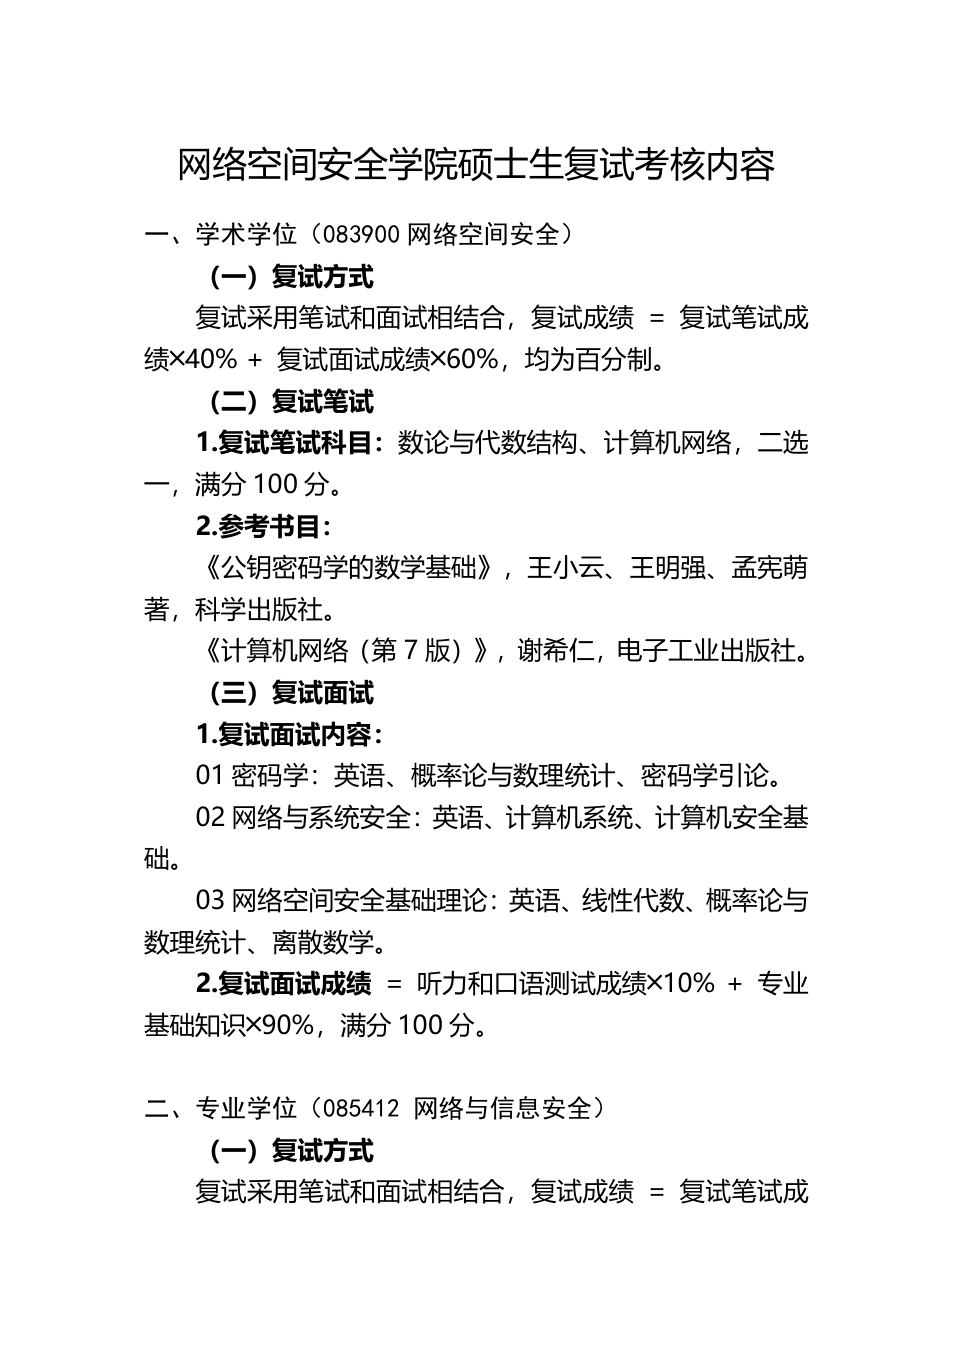 网络空间安全学院硕士生复试考核内容
一、学术学位（083900 网络空间安全）
（一）复试方式
复试采用笔试和面试相结合，复试成绩 = 复试笔试成
绩×40% + 复试面试成绩×60%，均为百分制。
（二）复试笔试
1.复试笔试科目：数论与代数结构、计算机网络，二选
一，满分 100 分。
2.参考书目：
《公钥密码学的数学基础》，王小云、王明强、孟宪萌
著，科学出版社。
《计算机网络（第 7 版）》，谢希仁，电子工业出版社。
（三）复试面试
1.复试面试内容：
01 密码学：英语、概率论与数理统计、密码学引论。
02 网络与系统安全：英语、计算机系统、计算机安全基
础。
03 网络空间安全基础理论：英语、线性代数、概率论与
数理统计、离散数学。
2.复试面试成绩 = 听力和口语测试成绩×10% + 专业
基础知识×90%，满分 100 分。
二、专业学位（085412 网络与信息安全）
（一）复试方式
复试采用笔试和面试相结合，复试成绩 = 复试笔试成